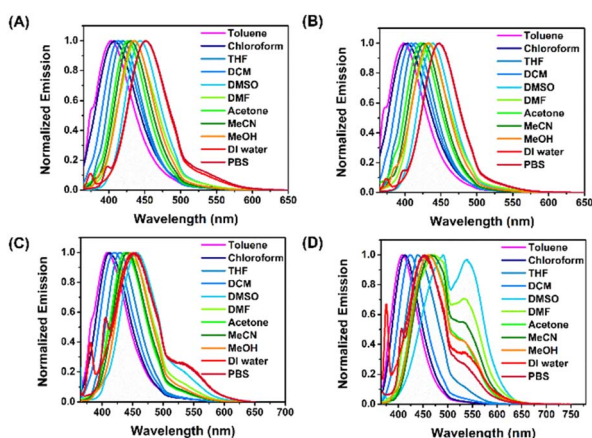 (A)
Normalized Emission
1.0
0.8
0.6
0.4
0.2
0.0
400 450 500 550 600 650
Wavelength (nm)
Toluene
Chloroform
THF
DCM
DMSO
DMF
Acetone
MeCN
MeOH
DI water
PBS
(B)
Normalized Emission
1.0
0.8
0.6
0.4
0.2
0.0
400 450 500 550 600 650
Wavelength (nm)
Toluene
Chloroform
THF
DCM
DMSO
DMF
Acetone
MeCN
MeOH
DI water
PBS
(C)
Normalized Emission
1.0
0.8
0.6
0.4
0.2
0.0
400 450 500 550 600 650 700
Wavelength (nm)
Toluene
Chloroform
THF
DCM
DMSO
DMF
Acetone
MeCN
MeOH
DI water
PBS
(D)
Normalized Emission
1.0
0.8
0.6
0.4
0.2
0.0
400 450 500 550 600 650 700 750
Wavelength (nm)
Toluene
Chloroform
THF
DCM
DMSO
DMF
Acetone
MeCN
MeOH
DI water
PBS